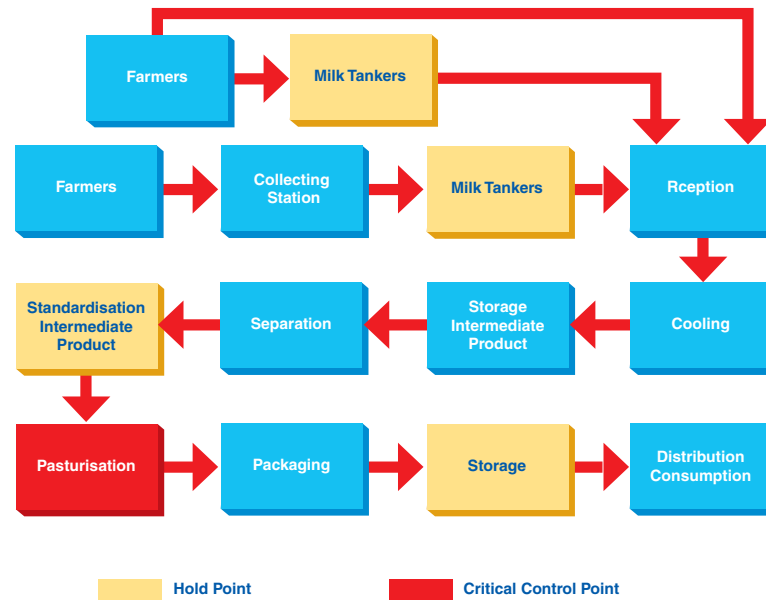 Farmers
Milk Tankers
Farmers
Collecting
Station
Milk Tankers
Rception
Standardisation
Intermediate
Product
Separation
Storage
Intermediate
Product
Cooling
Pasturisation
Packaging
Storage
Distribution
Consumption
Hold Point
Critical Control Point